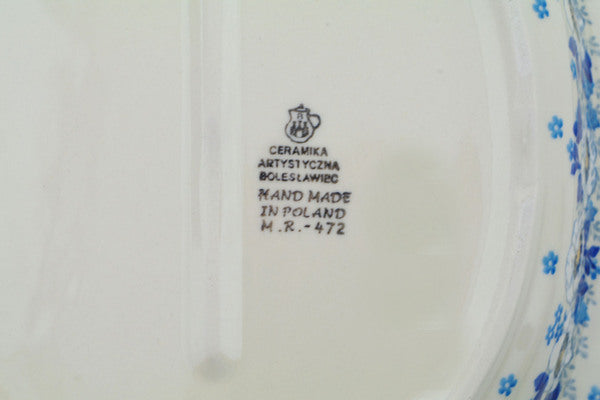 B
CERAMIKA
ARTYSTYCZNA
BOLESŁAWIEC
HAND MADE
IN POLAND
M.R.-472